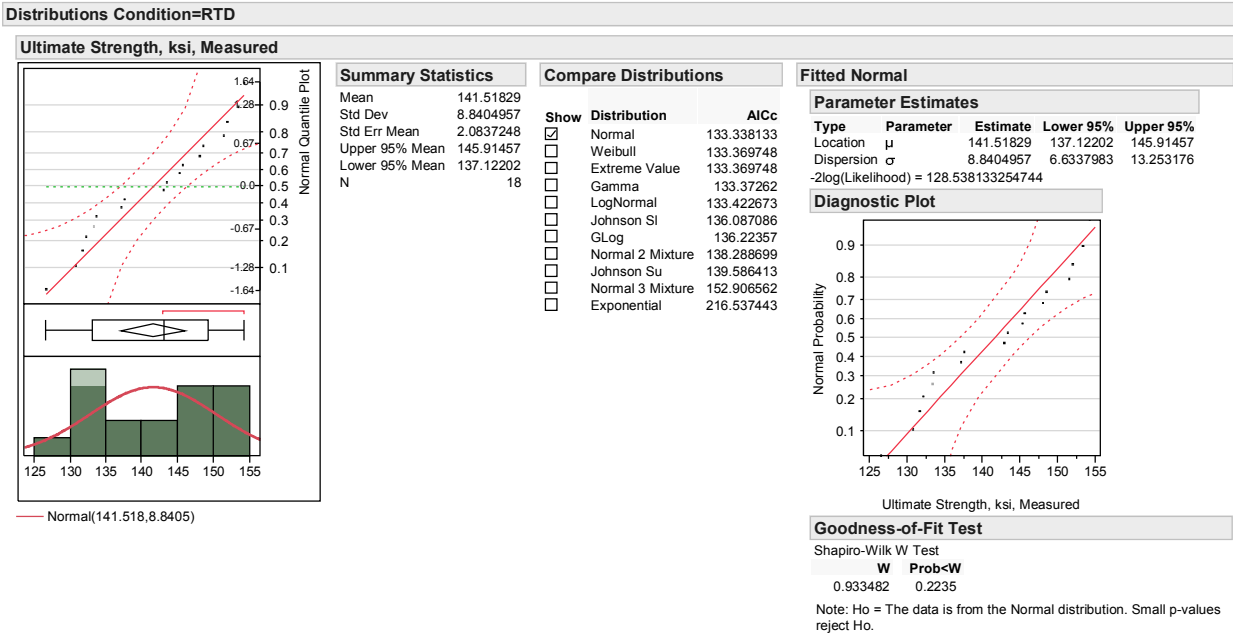 Distributions Condition=RTD
Ultimate Strength, ksi, Measured
1.64
1.28
0.67
0.0
-0.67
-1.28
-1.64
0.9
0.8
0.7
0.6
0.5
0.4
0.3
0.2
0.1
Normal Quantile Plot
125 130 135 140 145 150 155
Normal(141.518,8.8405)
Summary Statistics
Mean 141.51829
Std Dev 8.8404957
Std Err Mean 2.0837248
Upper 95% Mean 145.91457
Lower 95% Mean 137.12202
N 18
Compare Distributions
Show Distribution AICc
Normal 133.338133
Weibull 133.369748
Extreme Value 133.369748
Gamma 133.37262
LogNormal 133.422673
Johnson Sl 136.087086
GLog 136.22357
Normal 2 Mixture 138.288699
Johnson Su 139.586413
Normal 3 Mixture 152.906562
Exponential 216.537443
Fitted Normal
Parameter Estimates
Type Parameter Estimate Lower 95% Upper 95%
Location μ 141.51829 137.12202 145.91457
Dispersion σ 8.8404957 6.6337983 13.253176
-2log(Likelihood) = 128.538133254744
Diagnostic Plot
Normal Probability
0.9
0.8
0.7
0.6
0.5
0.4
0.3
0.2
0.1
125 130 135 140 145 150 155
Ultimate Strength, ksi, Measured
Goodness-of-Fit Test
Shapiro-Wilk W Test
W Prob<W
0.933482 0.2235
Note: Ho = The data is from the Normal distribution. Small p-values
reject Ho.